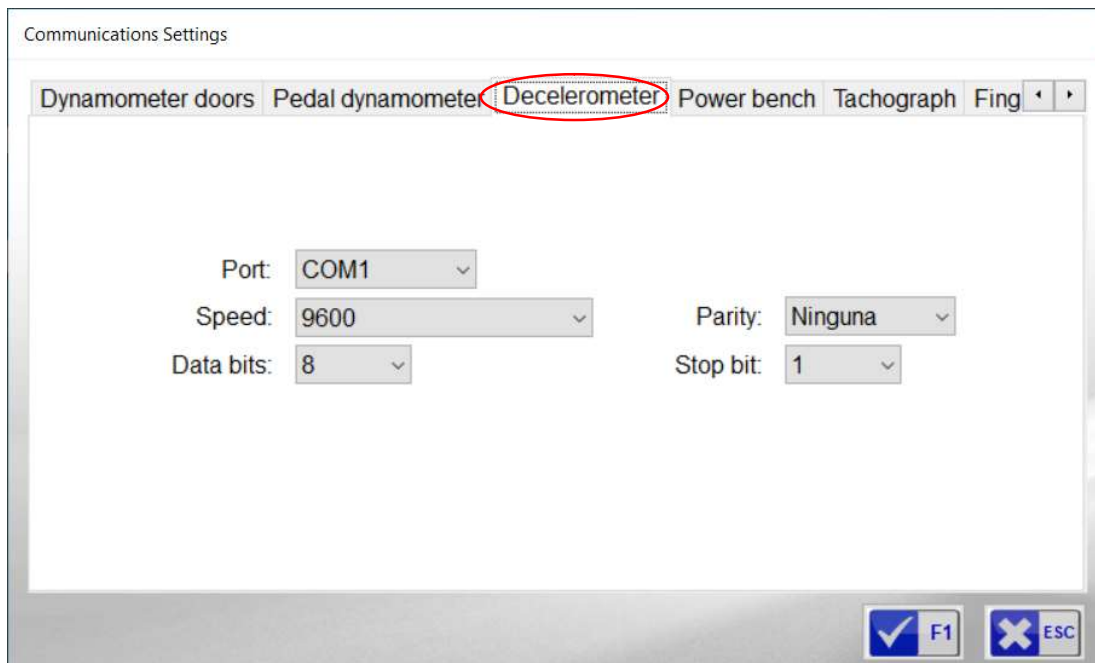 Communications Settings
Dynamometer doors Pedal dynamometer Decelerometer Power bench Tachograph Fing
Port: COM1
Speed: 9600 Parity: Ninguna
Data bits: 8 Stop bit: 1
F1 ESC